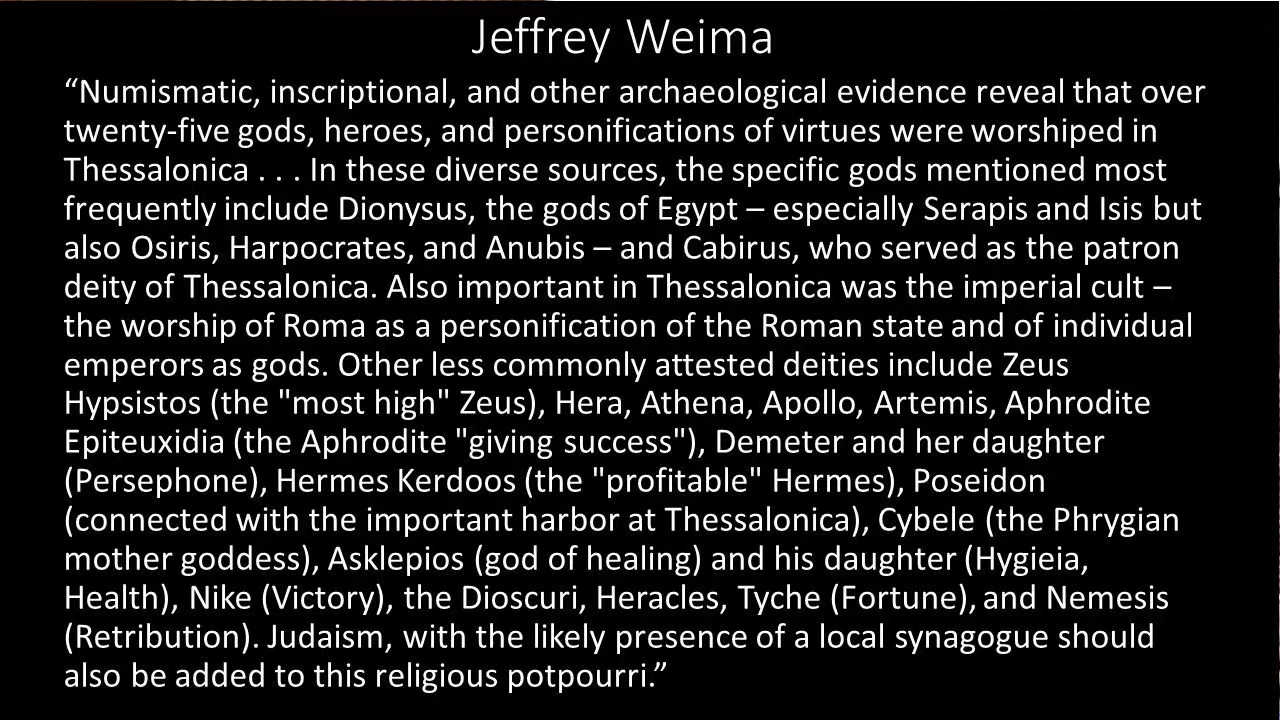 Jeffrey Weima
“Numismatic, inscriptional, and other archaeological evidence reveal that over
twenty-five gods, heroes, and personifications of virtues were worshiped in
Thessalonica . . . In these diverse sources, the specific gods mentioned most
frequently include Dionysus, the gods of Egypt – especially Serapis and Isis but
also Osiris, Harpocrates, and Anubis – and Cabirus, who served as the patron
deity of Thessalonica. Also important in Thessalonica was the imperial cult –
the worship of Roma as a personification of the Roman state and of individual
emperors as gods. Other less commonly attested deities include Zeus
Hypsistos (the "most high" Zeus), Hera, Athena, Apollo, Artemis, Aphrodite
Epiteuxidia (the Aphrodite "giving success"), Demeter and her daughter
(Persephone), Hermes Kerdoos (the "profitable" Hermes), Poseidon
(connected with the important harbor at Thessalonica), Cybele (the Phrygian
mother goddess), Asklepios (god of healing) and his daughter (Hygieia,
Health), Nike (Victory), the Dioscuri, Heracles, Tyche (Fortune), and Nemesis
(Retribution). Judaism, with the likely presence of a local synagogue should
also be added to this religious potpourri.”